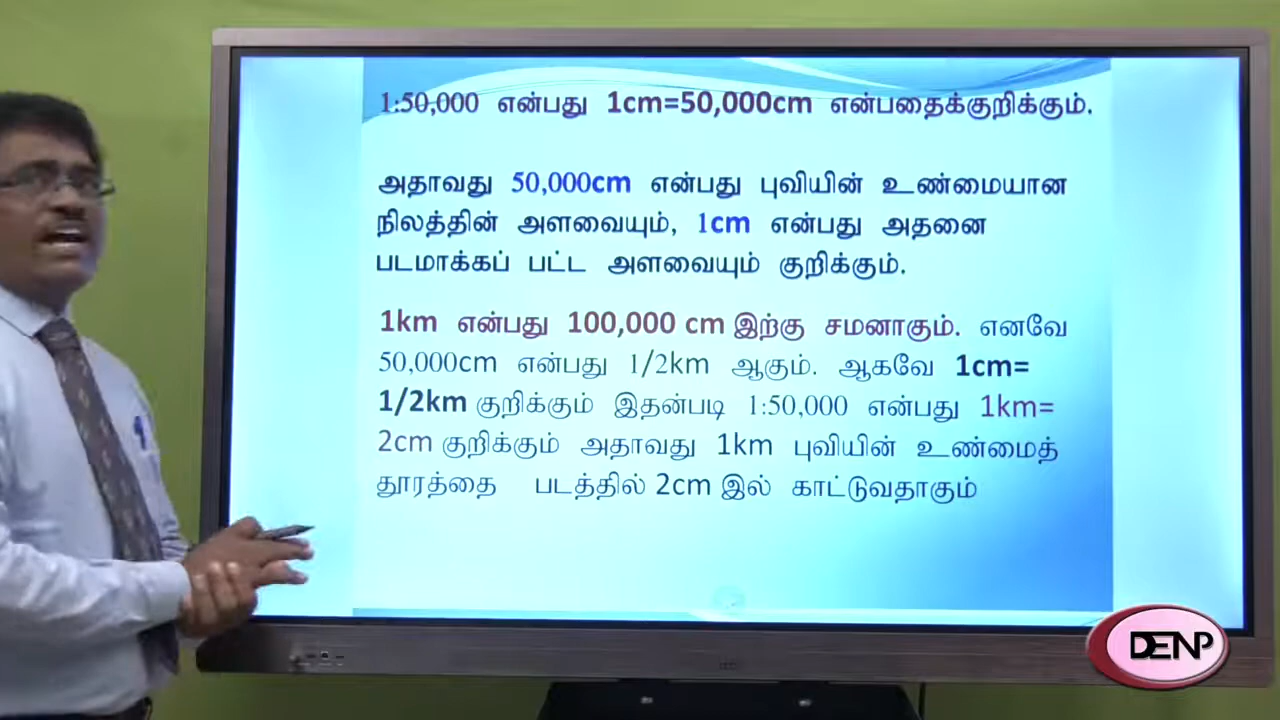 1:50,000 என்பது 1cm=50,000cm என்பதைக்குறிக்கும்.
அதாவது 50,000cm என்பது புவியின் உண்மையான
நிலத்தின் அளவையும், 1cm என்பது அதனை
படமாக்கப் பட்ட அளவையும் குறிக்கும்.
1km என்பது 100,000 cm இற்கு சமனாகும். எனவே
50,000cm என்பது 1/2km ஆகும். ஆகவே 1cm=
1/2km குறிக்கும் இதன்படி 1:50,000 என்பது 1km=
2cm குறிக்கும் அதாவது 1km புவியின் உண்மைத்
தூரத்தை படத்தில் 2cm இல் காட்டுவதாகும்
DENP